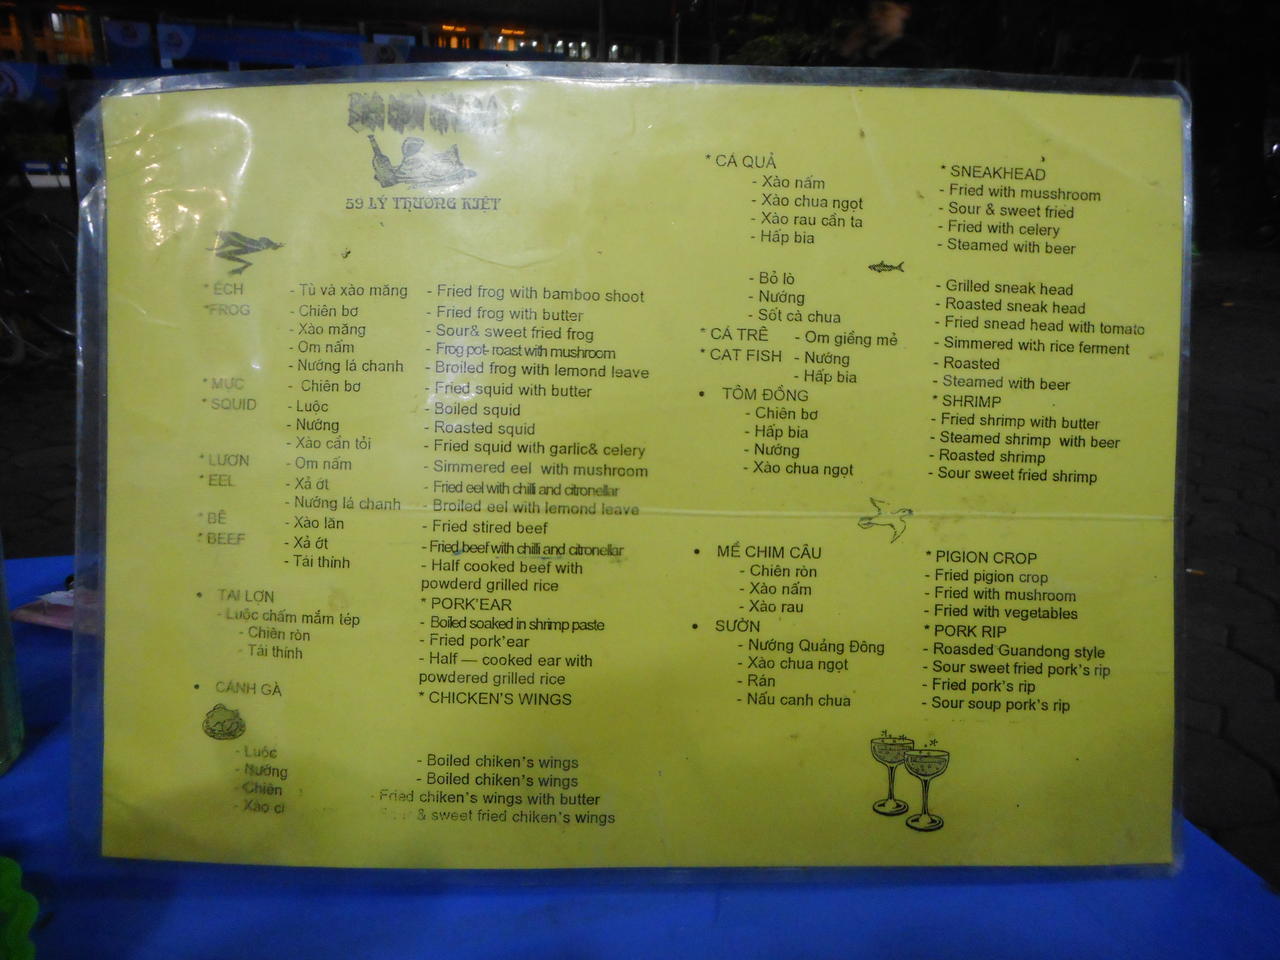 59 LÝ THƯỜNG KIỆT
* ẾCH - Tù và xào măng - Fried frog with bamboo shoot
*FROG - Chiên bơ - Fried frog with butter
- Xào măng - Sour& sweet fried frog
- Om nấm - Frog pot- roast with mushroom
- Nướng lá chanh - Broiled frog with lemond leave
* MỰC - Chiên bơ - Fried squid with butter
* SQUID - Luộc - Boiled squid
- Nướng - Roasted squid
- Xào cần tỏi - Fried squid with garlic& celery
* LƯƠN - Om nấm - Simmered eel with mushroom
* EEL - Xả ớt - Fried eel with chilli and citronellar
- Nướng lá chanh - Broiled eel with lemond leave
* BÊ - Xào lăn - Fried stired beef
* BEEF - Xả ớt - Fried beef with chilli and citronellar
- Tái thính - Half cooked beef with
powderd grilled rice
• TAI LỢN * PORK'EAR
- Luộc chấm mắm tép - Boiled soaked in shrimp paste
- Chiên ròn - Fried pork'ear
- Tái thính - Half — cooked ear with
powdered grilled rice
• CÁNH GÀ * CHICKEN'S WINGS
- Luộc - Boiled chiken's wings
- Nướng - Boiled chiken's wings
- Chiên - Fried chiken's wings with butter
- Xào & sweet fried chiken's wings
* CÁ QUẢ * SNEAKHEAD
- Xào nấm - Fried with musshroom
- Xào chua ngọt - Sour & sweet fried
- Xào rau cần ta - Fried with celery
- Hấp bia - Steamed with beer
- Bỏ lò - Grilled sneak head
- Nướng - Roasted sneak head
- Sốt cà chua - Fried snead head with tomato
* CÁ TRÊ - Om giềng mẻ - Simmered with rice ferment
* CAT FISH - Nướng - Roasted
- Hấp bia - Steamed with beer
• TÔM ĐỒNG * SHRIMP
- Chiên bơ - Fried shrimp with butter
- Hấp bia - Steamed shrimp with beer
- Nướng - Roasted shrimp
- Xào chua ngọt - Sour sweet fried shrimp
• MỀ CHIM CÂU * PIGION CROP
- Chiên ròn - Fried pigion crop
- Xào nấm - Fried with mushroom
- Xào rau - Fried with vegetables
• SƯỜN * PORK RIP
- Nướng Quảng Đông - Roasded Guandong style
- Xào chua ngọt - Sour sweet fried pork's rip
- Rán - Fried pork's rip
- Nấu canh chua - Sour soup pork's rip